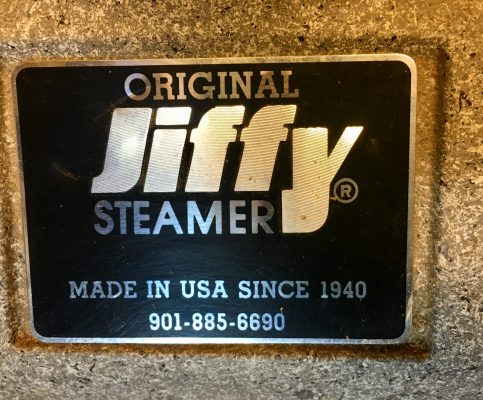 ORIGINAL
Jiffy®
STEAMER
MADE IN USA SINCE 1940
901-885-6690